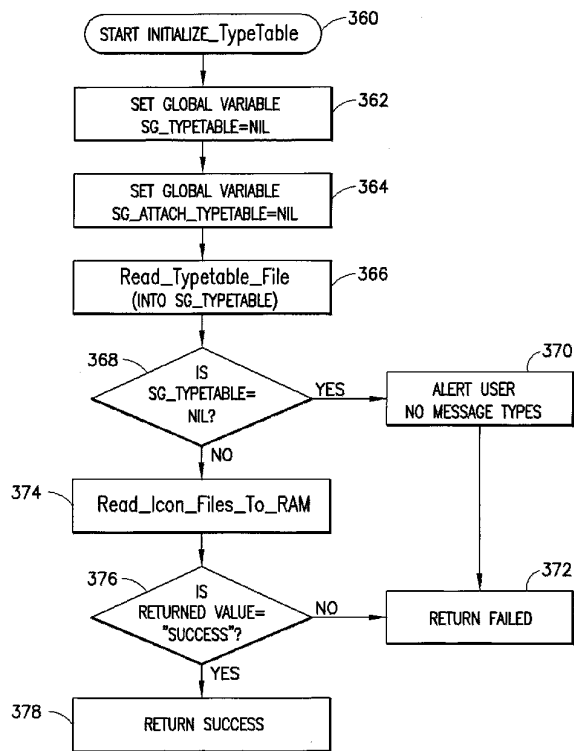 START INITIALIZE_TypeTable
360
SET GLOBAL VARIABLE
SG_TYPETABLE=NIL
362
SET GLOBAL VARIABLE
SG_ATTACH_TYPETABLE=NIL
364
Read_Typetable_File
(INTO SG_TYPETABLE)
366
368
IS
SG_TYPETABLE=
NIL?
YES
NO
370
ALERT USER
NO MESSAGE TYPES
374
Read_Icon_Files_To_RAM
376
IS
RETURNED VALUE=
"SUCCESS"?
NO
YES
372
RETURN FAILED
378
RETURN SUCCESS